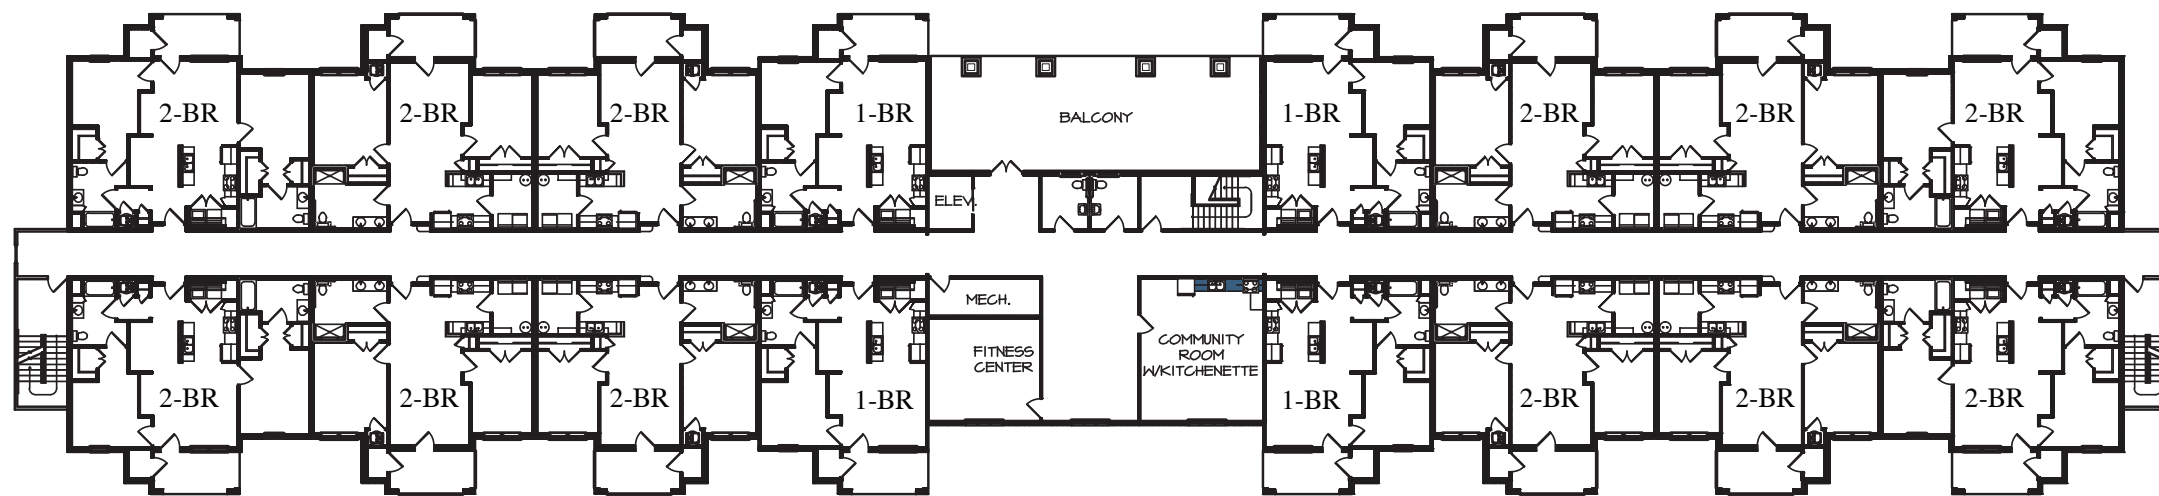 2-BR
2-BR
2-BR
1-BR
BALCONY
1-BR
2-BR
2-BR
2-BR
ELEV.
MECH.
FITNESS
CENTER
COMMUNITY
ROOM
W/KITCHENETTE
2-BR
2-BR
2-BR
1-BR
1-BR
2-BR
2-BR
2-BR